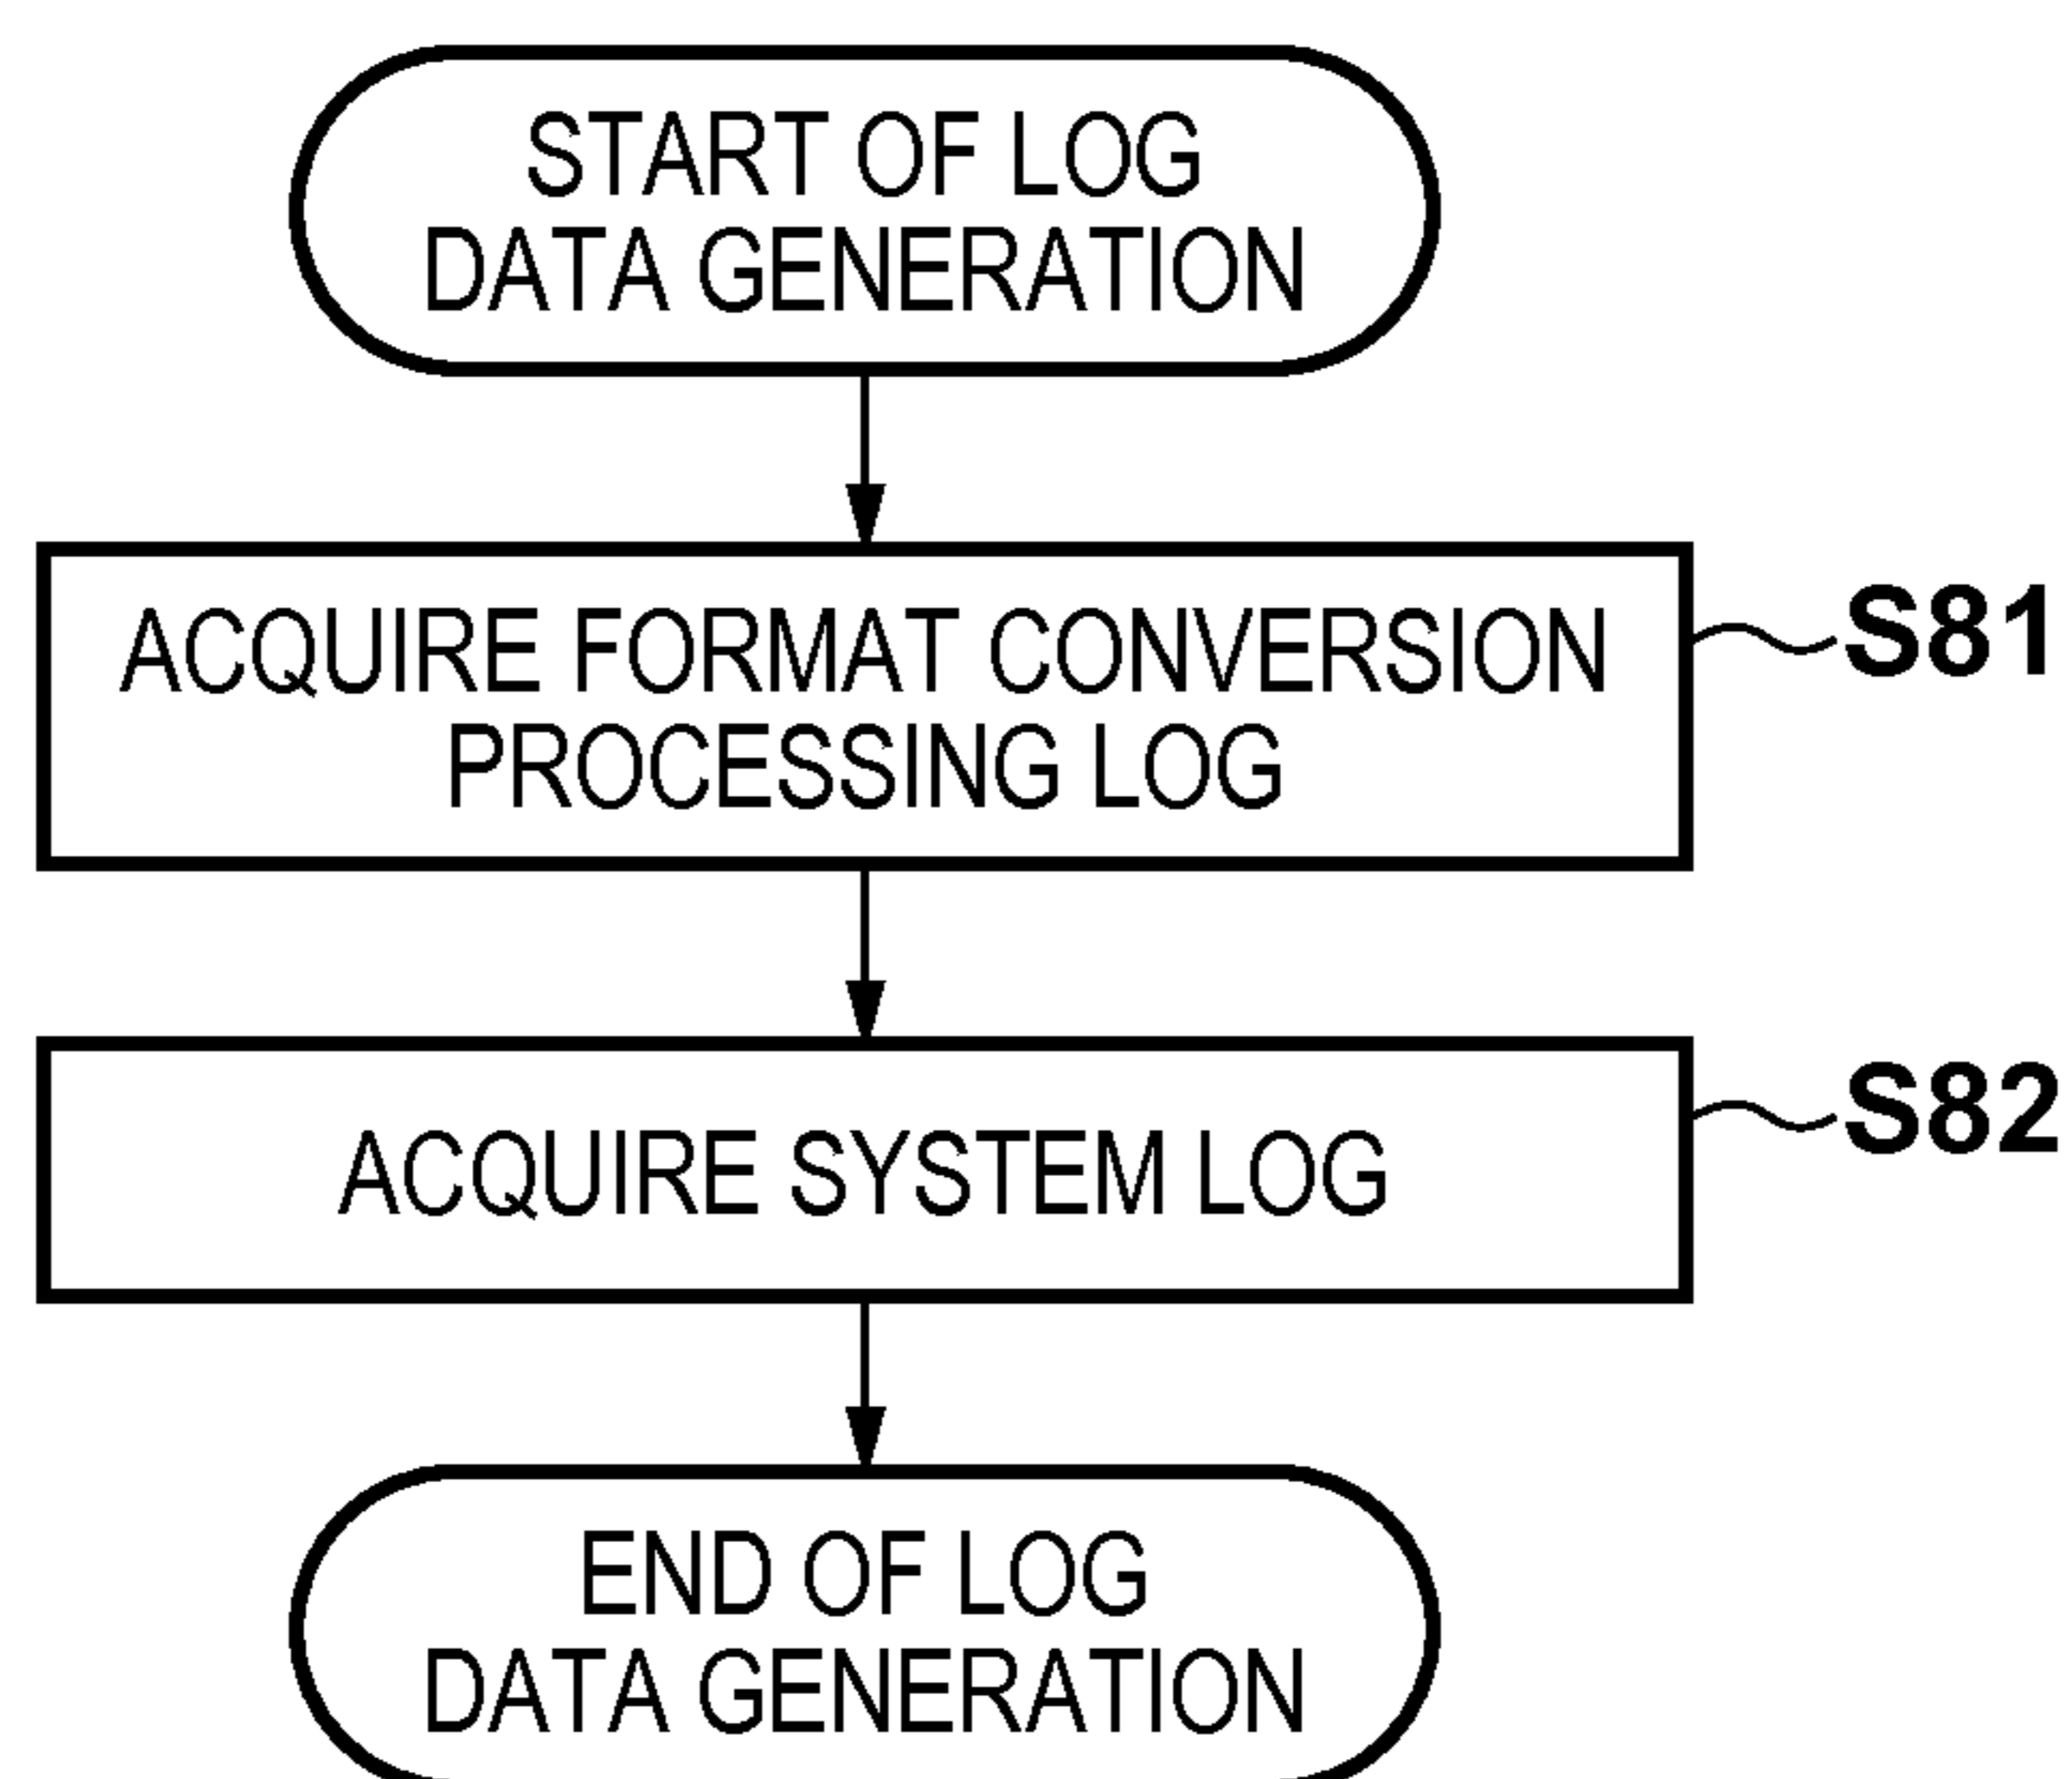 START OF LOG
DATA GENERATION
ACQUIRE FORMAT CONVERSION
PROCESSING LOG
S81
ACQUIRE SYSTEM LOG
S82
END OF LOG
DATA GENERATION